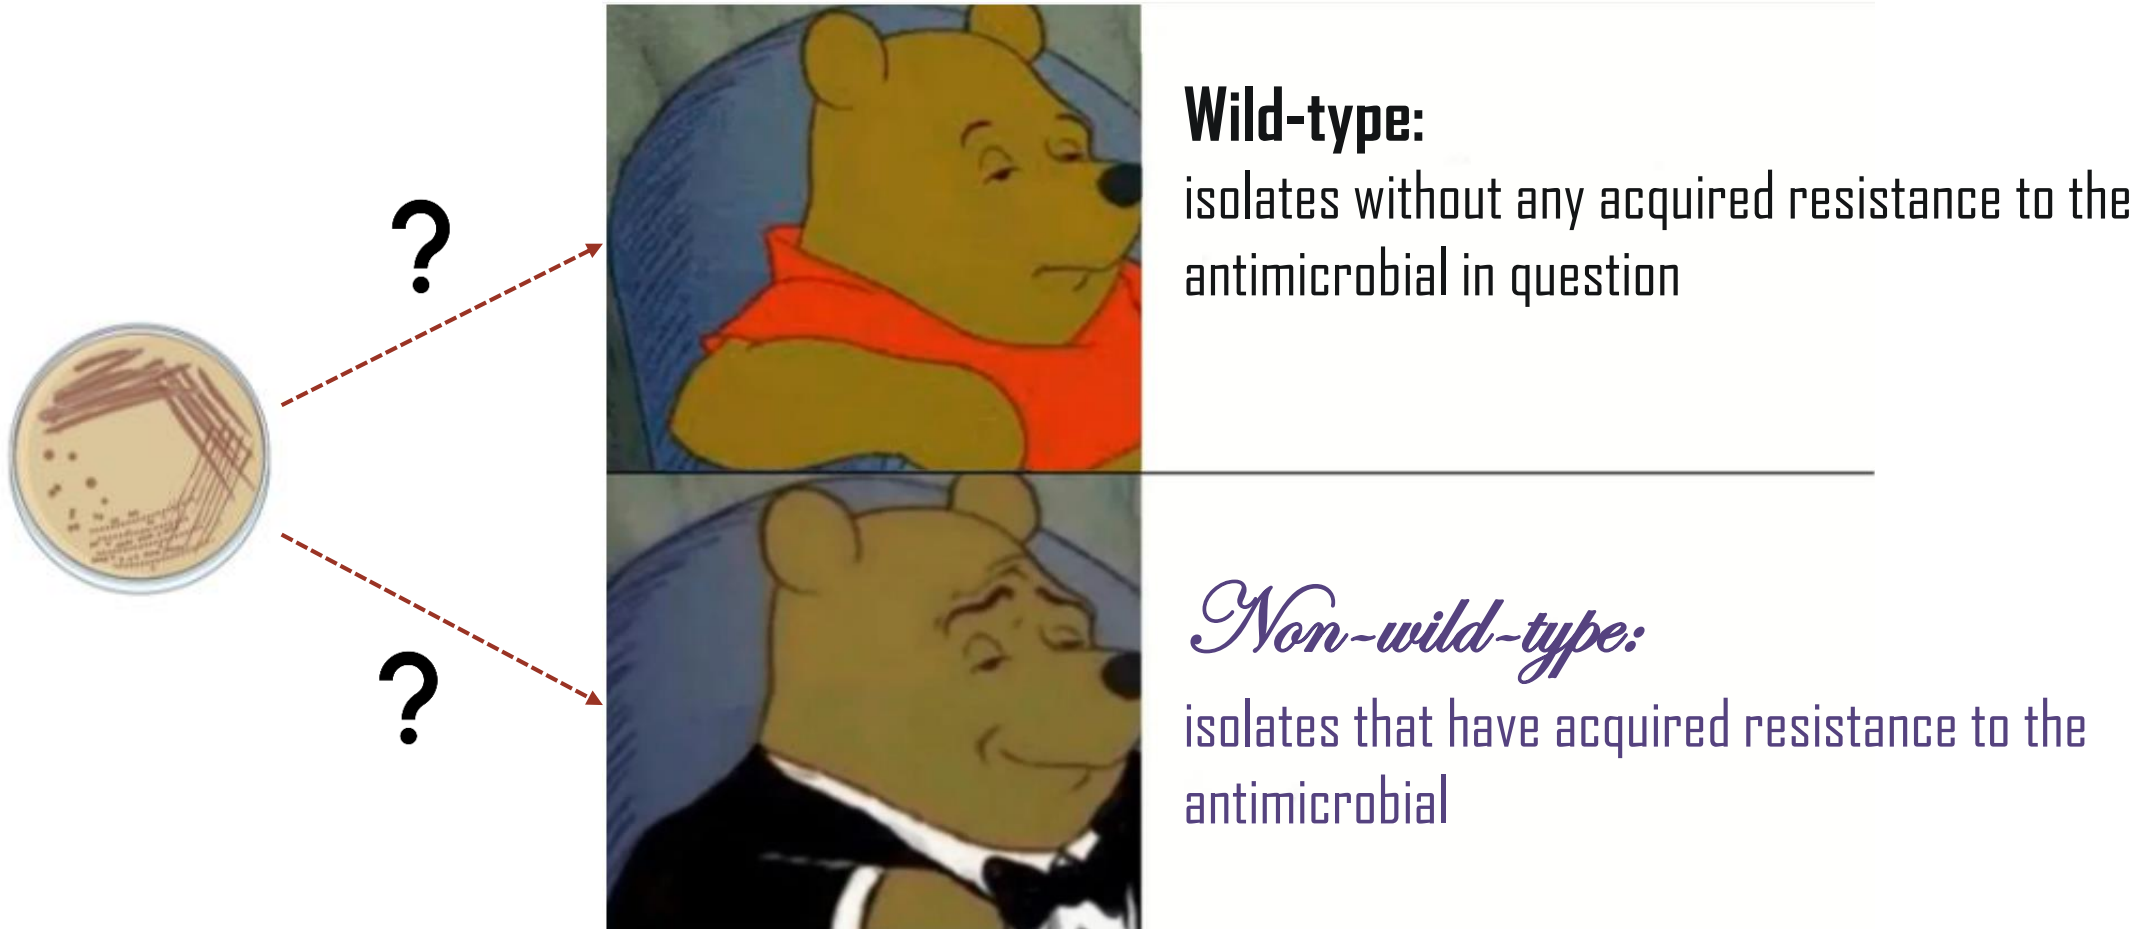 ?
Wild-type:
isolates without any acquired resistance to the
antimicrobial in question
?
Non-wild-type:
isolates that have acquired resistance to the
antimicrobial